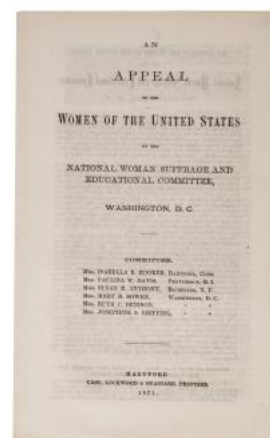 AN
APPEAL
TO THE
WOMEN OF THE UNITED STATES
BY THE
NATIONAL WOMAN SUFFRAGE AND
EDUCATIONAL COMMITTEE,
WASHINGTON, D. C.
COMMITTEE:
MRS. ISABELLA B. HOOKER, HARTFORD, CONN.
MRS. PAULINA W. DAVIS, PROVIDENCE, R. I.
MRS. SUSAN B. ANTHONY, ROCHESTER, N. Y.
MRS. MARY B. BOWEN, WASHINGTON, D. C.
MRS. RUTH C. DENISON, " "
MRS. JOSEPHINE S. GRIFFING, " "
HARTFORD
CASE, LOCKWOOD & BRAINARD, PRINTERS.
1871.